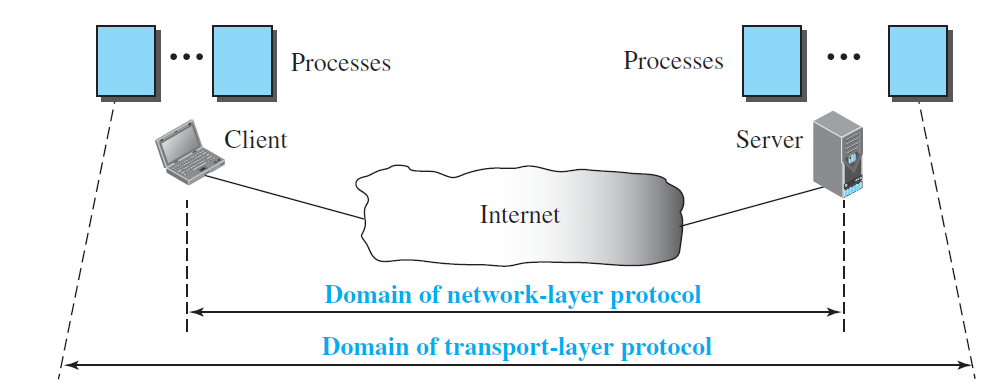 Processes
Processes
Client
Server
Internet
Domain of network-layer protocol
Domain of transport-layer protocol